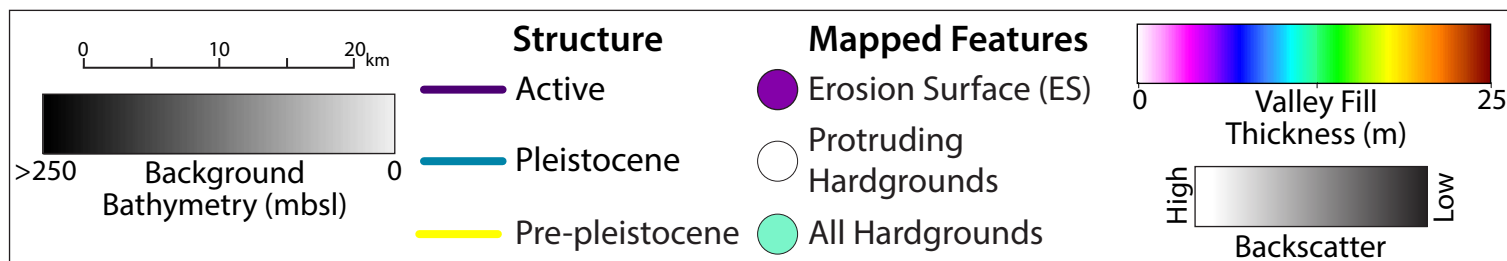 0 10 20 km
>250 0
Background
Bathymetry (mbsl)
Structure
Active
Pleistocene
Pre-pleistocene
Mapped Features
Erosion Surface (ES)
Protruding
Hardgrounds
All Hardgrounds
0 25
Valley Fill
Thickness (m)
High
Low
Backscatter